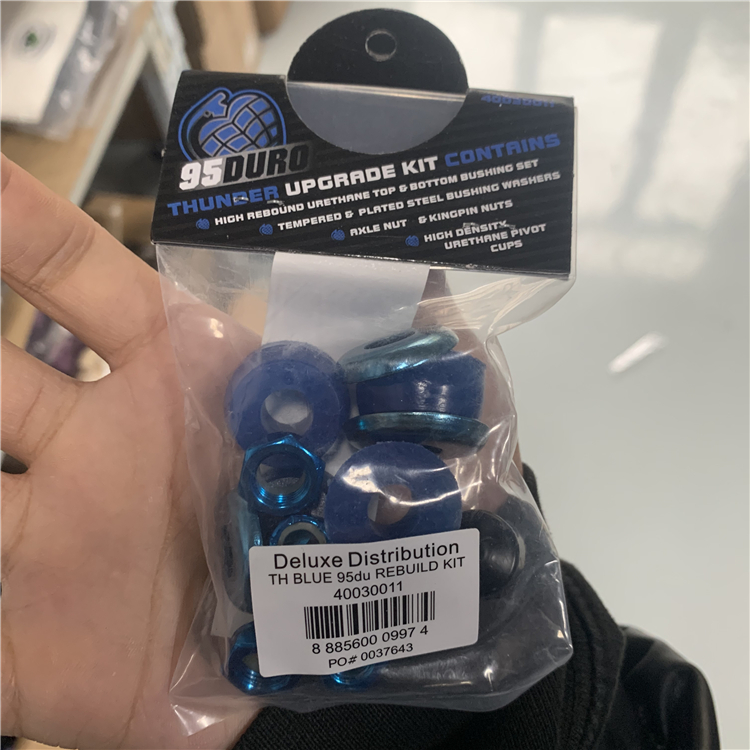 40030011
95DURO
THUNDER UPGRADE KIT CONTAINS
HIGH REBOUND URETHANE TOP & BOTTOM BUSHING SET
TEMPERED & PLATED STEEL BUSHING WASHERS
AXLE NUT & KINGPIN NUTS
HIGH DENSITY
URETHANE PIVOT
CUPS
Deluxe Distribution
TH BLUE 95du REBUILD KIT
40030011
8 885600 0997 4
PO# 0037643